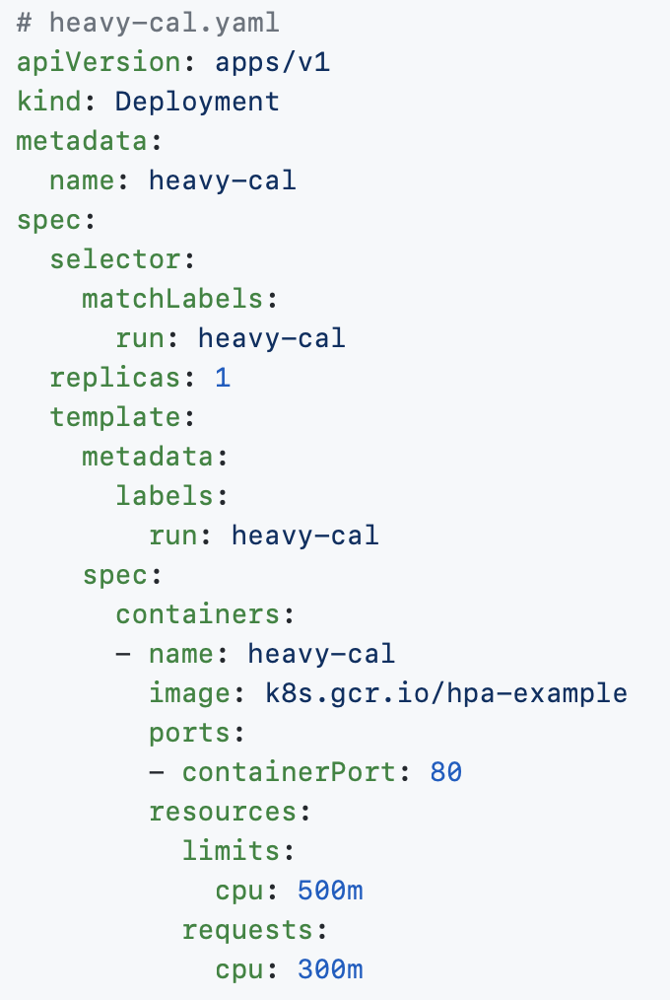 # heavy-cal.yaml
apiVersion: apps/v1
kind: Deployment
metadata:
  name: heavy-cal
spec:
  selector:
    matchLabels:
      run: heavy-cal
  replicas: 1
  template:
    metadata:
      labels:
        run: heavy-cal
    spec:
      containers:
      - name: heavy-cal
        image: k8s.gcr.io/hpa-example
        ports:
        - containerPort: 80
        resources:
          limits:
            cpu: 500m
          requests:
            cpu: 300m